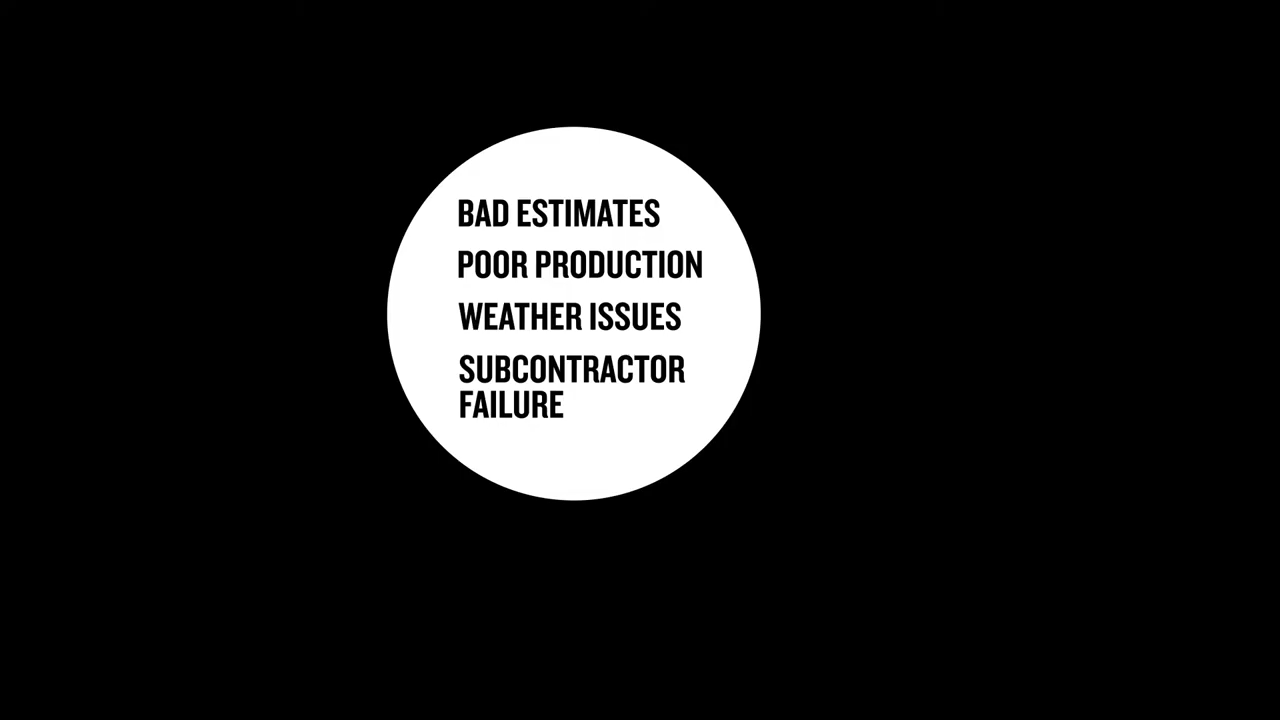 BAD ESTIMATES
POOR PRODUCTION
WEATHER ISSUES
SUBCONTRACTOR
FAILURE